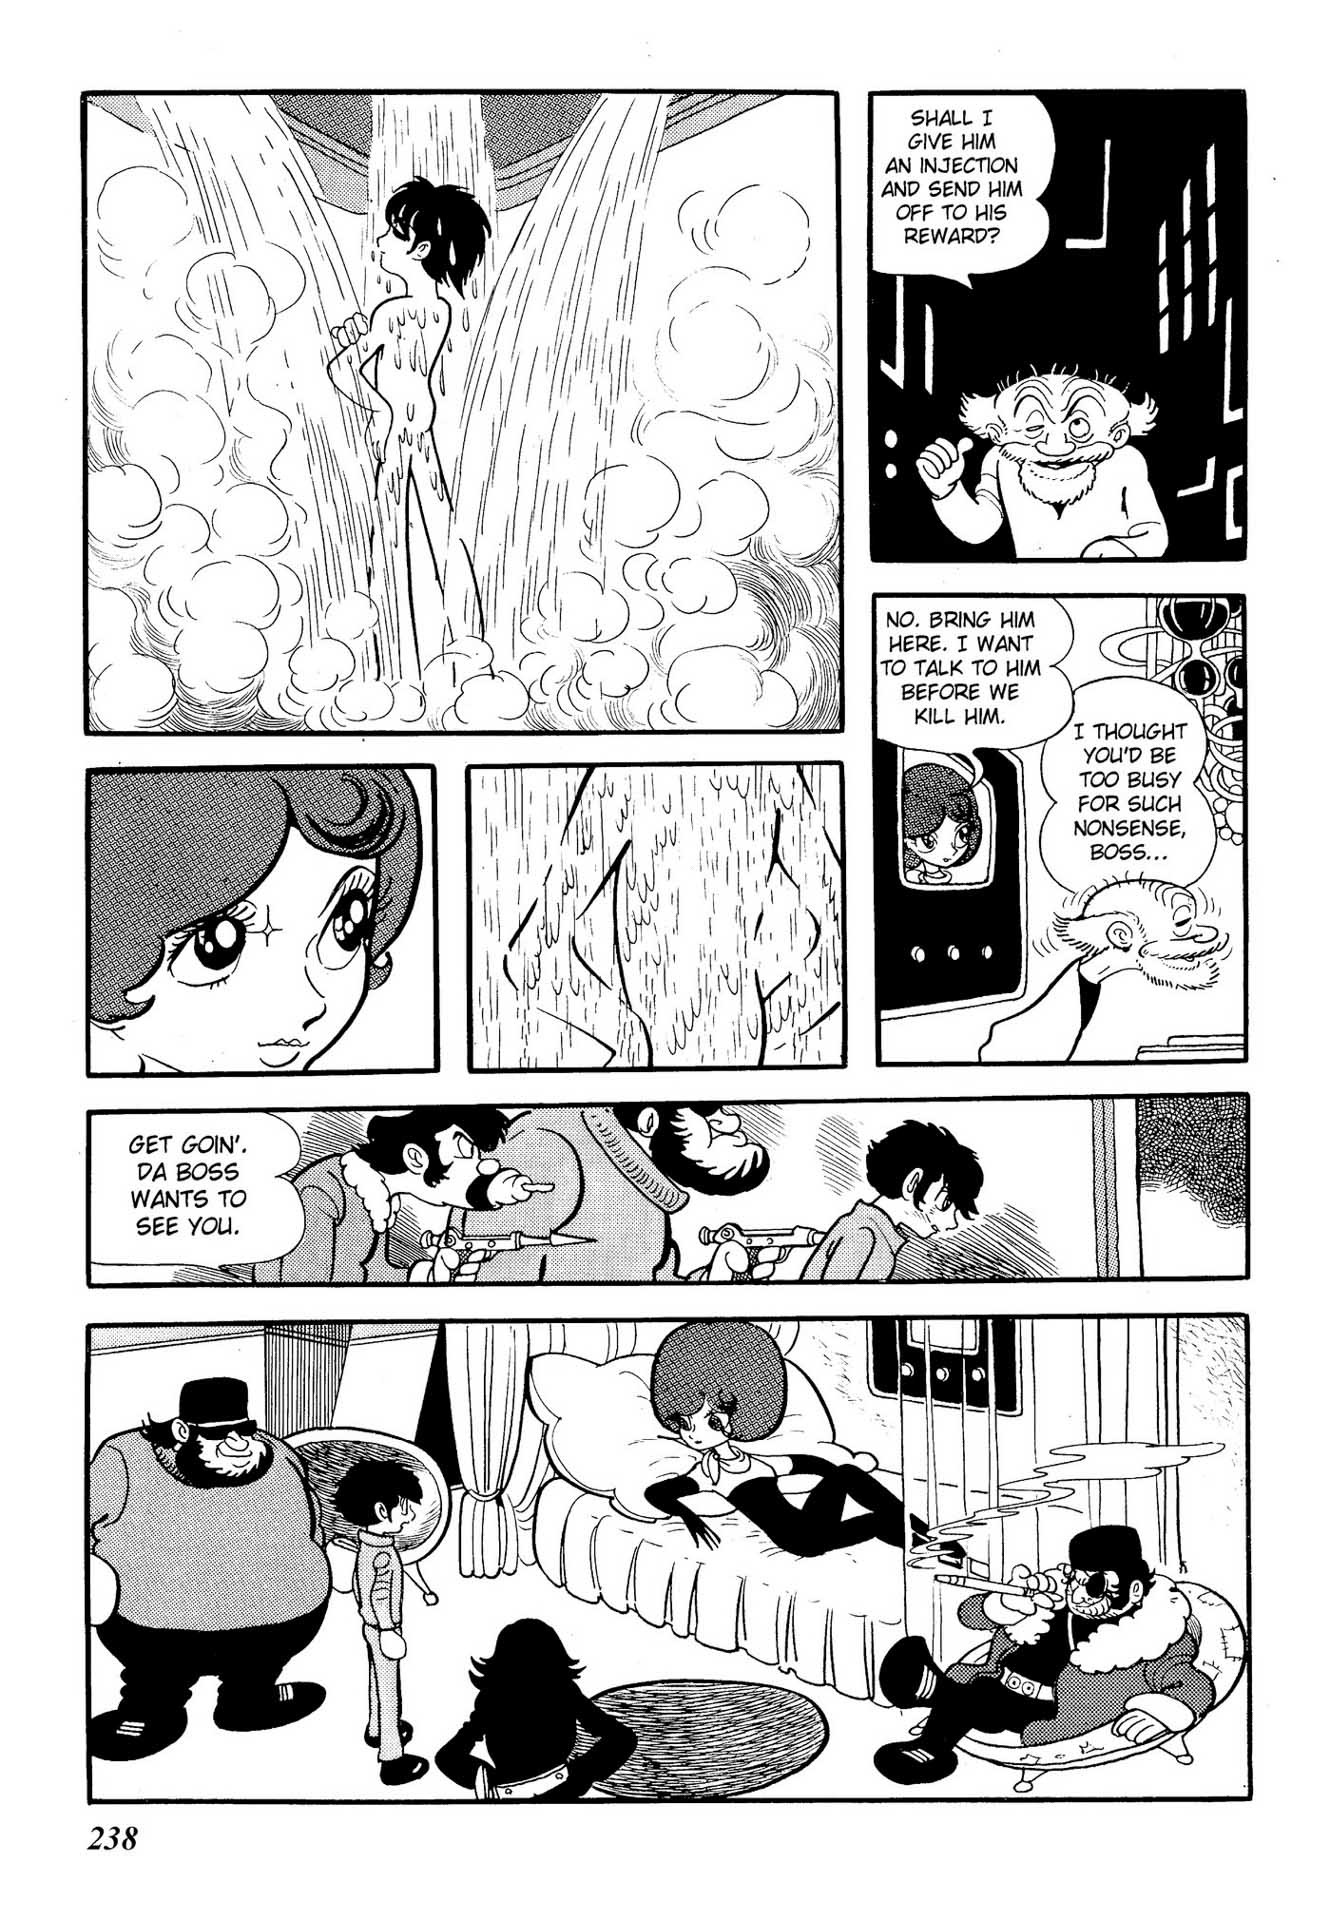 SHALL I
GIVE HIM
AN INJECTION
AND SEND HIM
OFF TO HIS
REWARD?
NO. BRING HIM
HERE. I WANT
TO TALK TO HIM
BEFORE WE
KILL HIM.
I THOUGHT
YOU'D BE
TOO BUSY
FOR SUCH
NONSENSE,
BOSS...
GET GOIN'.
DA BOSS
WANTS TO
SEE YOU.
238